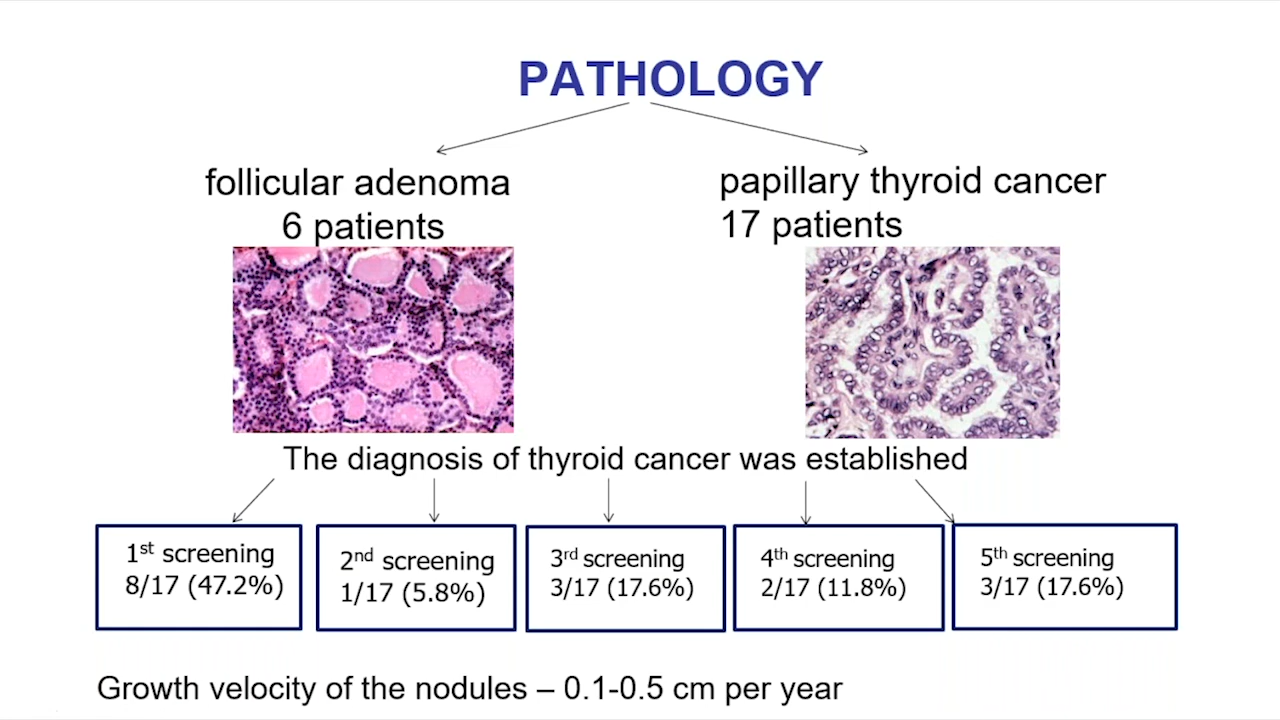 PATHOLOGY
follicular adenoma
6 patients
papillary thyroid cancer
17 patients
The diagnosis of thyroid cancer was established
1st screening
8/17 (47.2%)
2nd screening
1/17 (5.8%)
3rd screening
3/17 (17.6%)
4th screening
2/17 (11.8%)
5th screening
3/17 (17.6%)
Growth velocity of the nodules – 0.1-0.5 cm per year